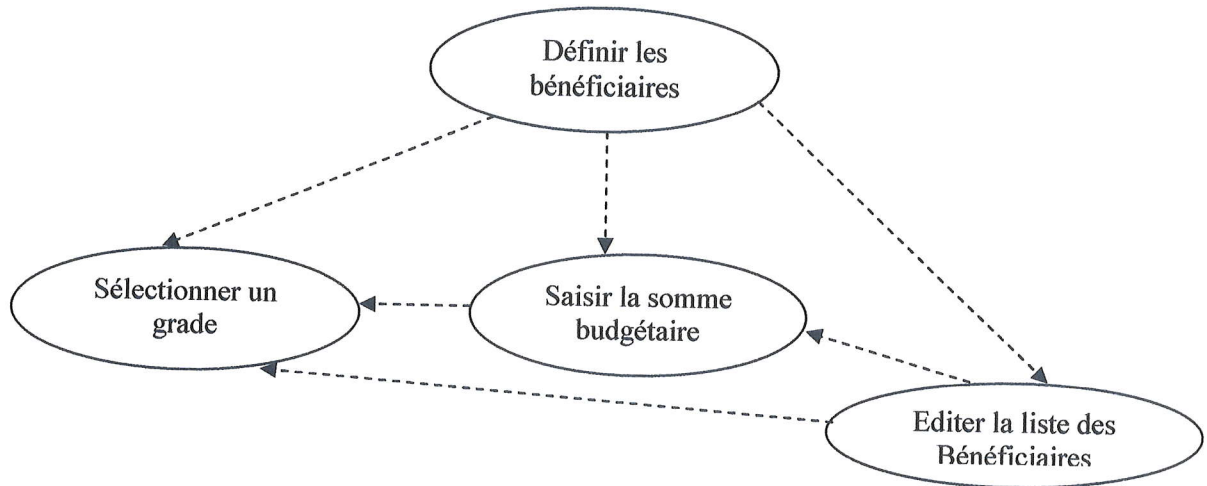 Définir les
bénéficiaires
Sélectionner un
grade
Saisir la somme
budgétaire
Editer la liste des
Bénéficiaires